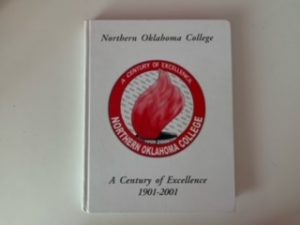 Northern Oklahoma College
A CENTURY OF EXCELLENCE
NORTHERN OKLAHOMA COLLEGE
A Century of Excellence
1901-2001